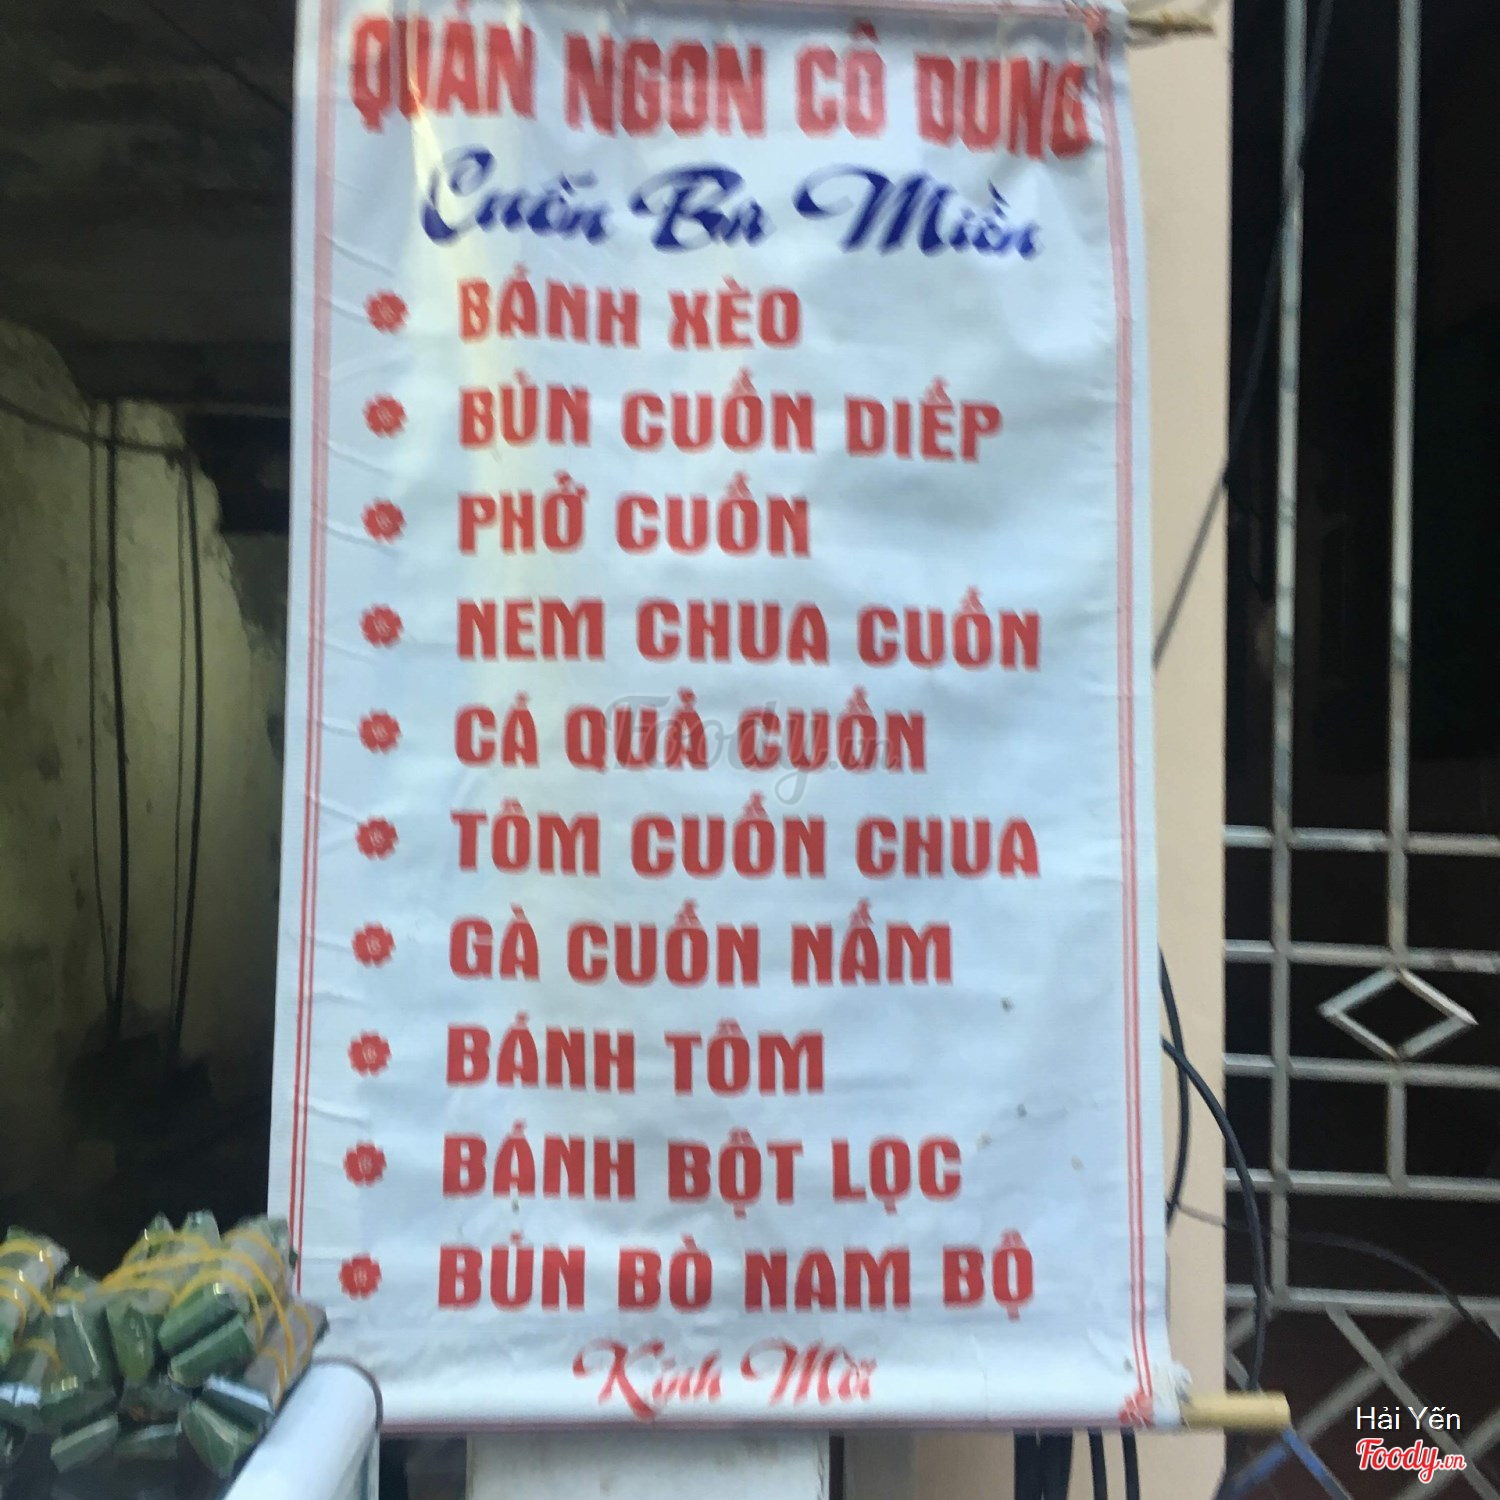 QUÁN NGON CÔ DUNG
Cuốn Ba Miền
BÁNH XÈO
BÚN CUỐN DIẾP
PHỞ CUỐN
NEM CHUA CUỐN
CÁ QUẢ CUỐN
TÔM CUỐN CHUA
GÀ CUỐN NẤM
BÁNH TÔM
BÁNH BỘT LỌC
BÚN BÒ NAM BỘ
Kính Mời
Foody.vn
Hải Yến
Foody.vn